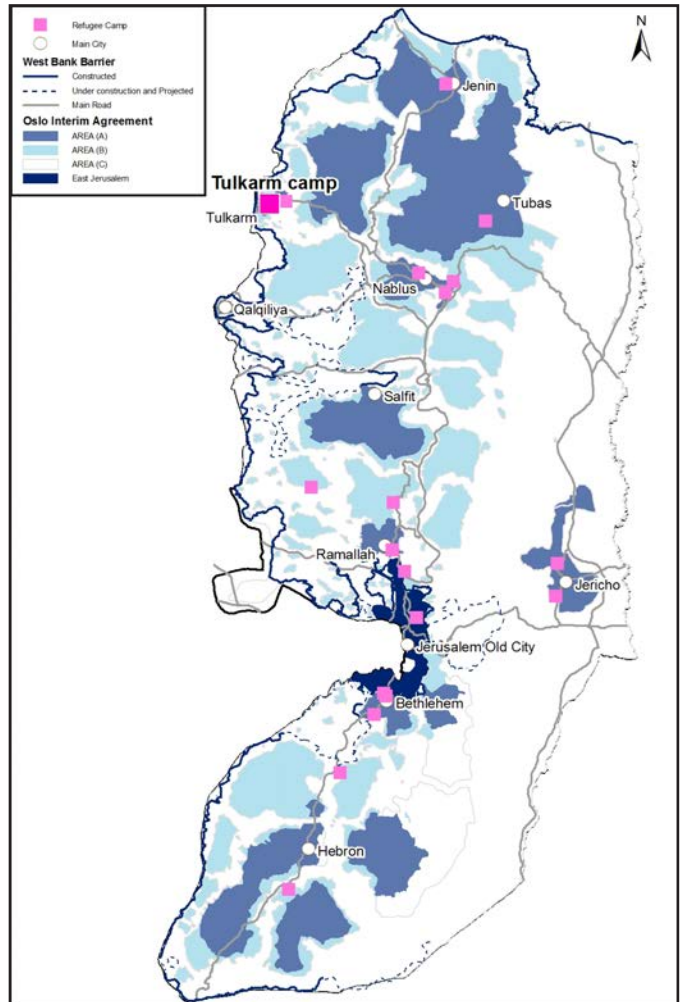 Refugee Camp
Main City
West Bank Barrier
Constructed
Under construction and Projected
Main Road
Oslo Interim Agreement
AREA (A)
AREA (B)
AREA (C)
East Jerusalem
N
Jenin
Tulkarm camp
Tulkarm
Tubas
Nablus
Qalqiliya
Salfit
Ramallah
Jericho
Jerusalem Old City
Bethlehem
Hebron